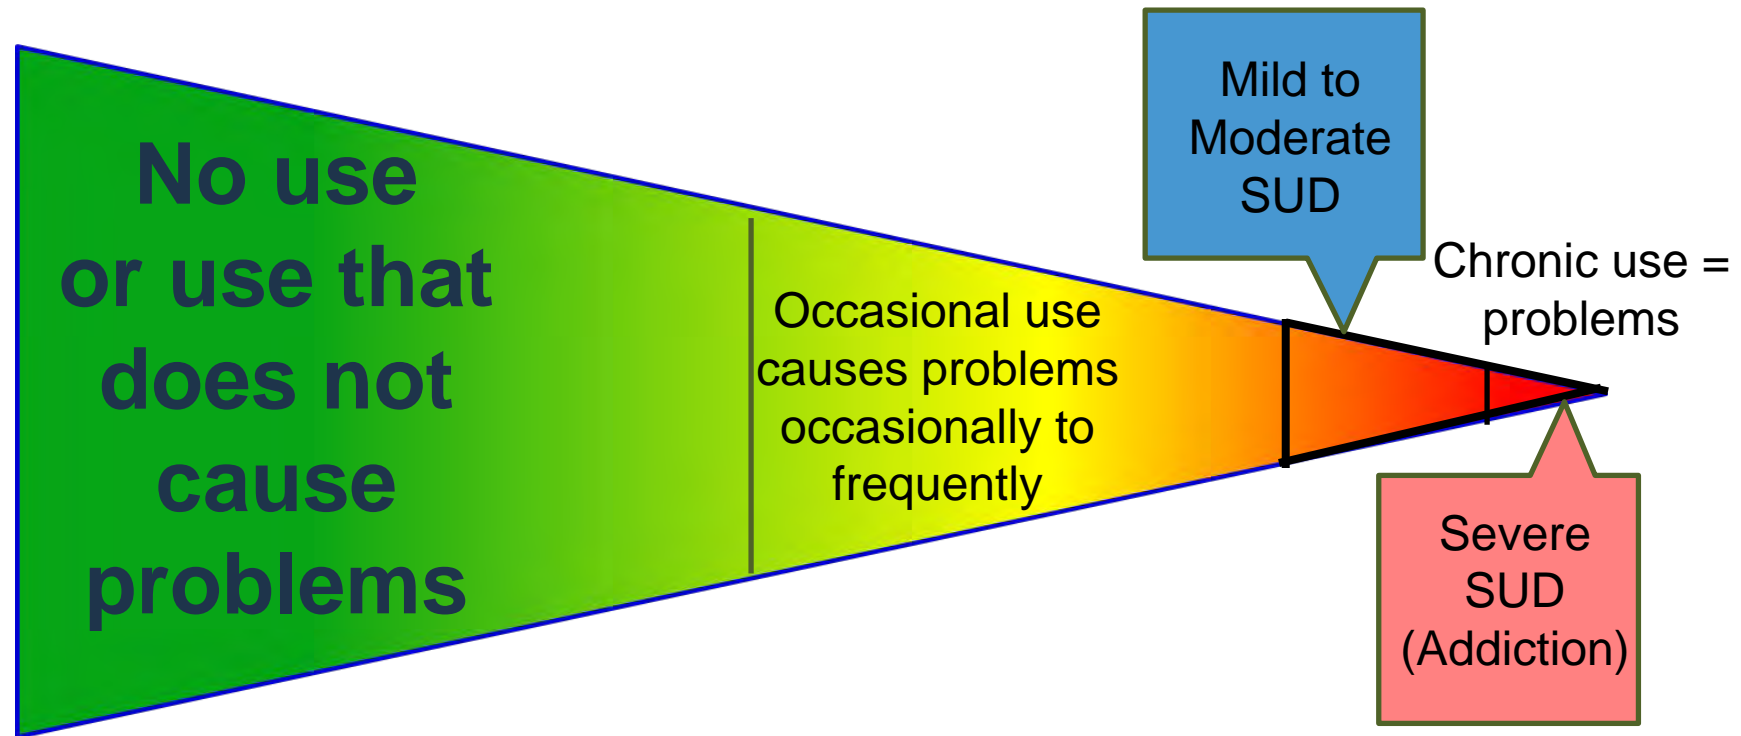 No use
or use that
does not
cause
problems
Occasional use
causes problems
occasionally to
frequently
Mild to
Moderate
SUD
Chronic use =
problems
Severe
SUD
(Addiction)